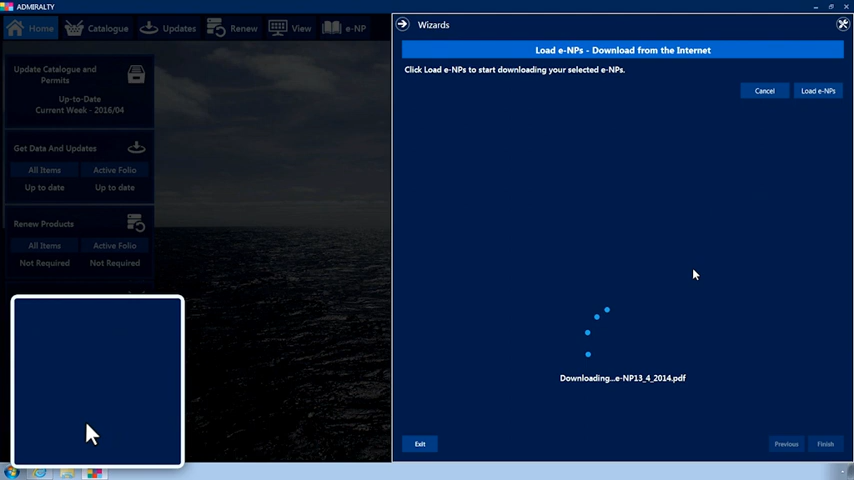 ADMIRALTY
Home
Catalogue
Updates
Renew
View
e-NP
Wizards
Load e-NPs - Download from the Internet
Click Load e-NPs to start downloading your selected e-NPs.
Cancel
Load e-NPs
Update Catalogue and
Permits
Up-to-Date
Current Week - 2016/04
Get Data And Updates
All Items
Active Folio
Up to date
Up to date
Renew Products
All Items
Active Folio
Not Required
Not Required
Downloading...e-NP13_4_2014.pdf
Exit
Previous
Finish